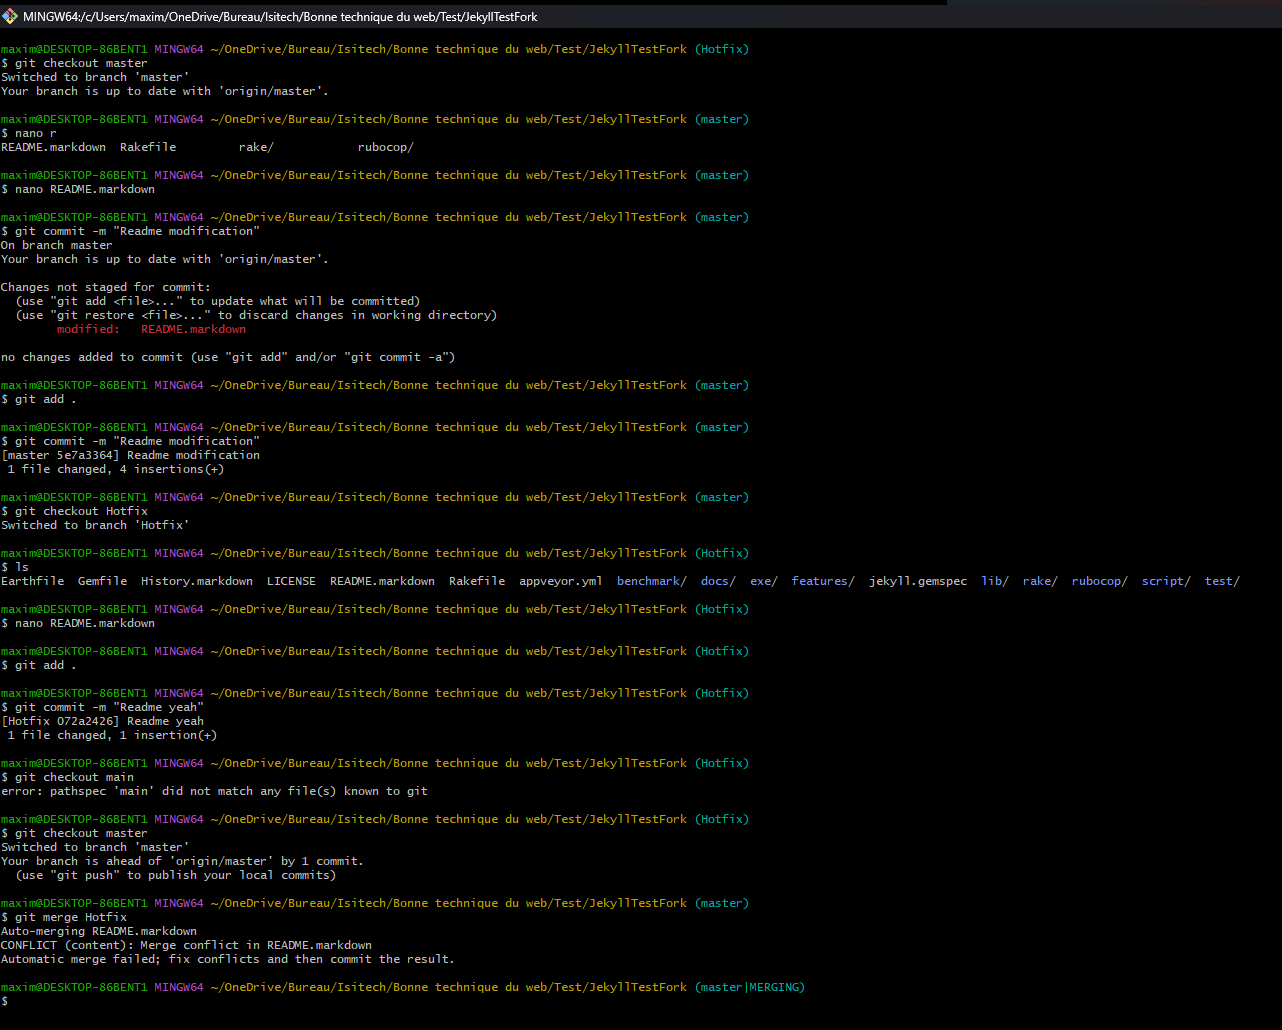 MINGW64:/c/Users/maxim/OneDrive/Bureau/Isitech/Bonne technique du web/Test/JekyllTestFork
maxim@DESKTOP-86BENT1 MINGW64 ~/OneDrive/Bureau/Isitech/Bonne technique du web/Test/JekyllTestFork (Hotfix)
$ git checkout master
Switched to branch 'master'
Your branch is up to date with 'origin/master'.
maxim@DESKTOP-86BENT1 MINGW64 ~/OneDrive/Bureau/Isitech/Bonne technique du web/Test/JekyllTestFork (master)
$ nano r
README.markdown  Rakefile         rake/            rubocop/
maxim@DESKTOP-86BENT1 MINGW64 ~/OneDrive/Bureau/Isitech/Bonne technique du web/Test/JekyllTestFork (master)
$ nano README.markdown
maxim@DESKTOP-86BENT1 MINGW64 ~/OneDrive/Bureau/Isitech/Bonne technique du web/Test/JekyllTestFork (master)
$ git commit -m "Readme modification"
On branch master
Your branch is up to date with 'origin/master'.
Changes not staged for commit:
  (use "git add <file>..." to update what will be committed)
  (use "git restore <file>..." to discard changes in working directory)
        modified:   README.markdown
no changes added to commit (use "git add" and/or "git commit -a")
maxim@DESKTOP-86BENT1 MINGW64 ~/OneDrive/Bureau/Isitech/Bonne technique du web/Test/JekyllTestFork (master)
$ git add .
maxim@DESKTOP-86BENT1 MINGW64 ~/OneDrive/Bureau/Isitech/Bonne technique du web/Test/JekyllTestFork (master)
$ git commit -m "Readme modification"
[master 5e7a3364] Readme modification
 1 file changed, 4 insertions(+)
maxim@DESKTOP-86BENT1 MINGW64 ~/OneDrive/Bureau/Isitech/Bonne technique du web/Test/JekyllTestFork (master)
$ git checkout Hotfix
Switched to branch 'Hotfix'
maxim@DESKTOP-86BENT1 MINGW64 ~/OneDrive/Bureau/Isitech/Bonne technique du web/Test/JekyllTestFork (Hotfix)
$ ls
Earthfile  Gemfile  History.markdown  LICENSE  README.markdown  Rakefile  appveyor.yml  benchmark/  docs/  exe/  features/  jekyll.gemspec  lib/  rake/  rubocop/  script/  test/
maxim@DESKTOP-86BENT1 MINGW64 ~/OneDrive/Bureau/Isitech/Bonne technique du web/Test/JekyllTestFork (Hotfix)
$ nano README.markdown
maxim@DESKTOP-86BENT1 MINGW64 ~/OneDrive/Bureau/Isitech/Bonne technique du web/Test/JekyllTestFork (Hotfix)
$ git add .
maxim@DESKTOP-86BENT1 MINGW64 ~/OneDrive/Bureau/Isitech/Bonne technique du web/Test/JekyllTestFork (Hotfix)
$ git commit -m "Readme yeah"
[Hotfix 072a2426] Readme yeah
 1 file changed, 1 insertion(+)
maxim@DESKTOP-86BENT1 MINGW64 ~/OneDrive/Bureau/Isitech/Bonne technique du web/Test/JekyllTestFork (Hotfix)
$ git checkout main
error: pathspec 'main' did not match any file(s) known to git
maxim@DESKTOP-86BENT1 MINGW64 ~/OneDrive/Bureau/Isitech/Bonne technique du web/Test/JekyllTestFork (Hotfix)
$ git checkout master
Switched to branch 'master'
Your branch is ahead of 'origin/master' by 1 commit.
  (use "git push" to publish your local commits)
maxim@DESKTOP-86BENT1 MINGW64 ~/OneDrive/Bureau/Isitech/Bonne technique du web/Test/JekyllTestFork (master)
$ git merge Hotfix
Auto-merging README.markdown
CONFLICT (content): Merge conflict in README.markdown
Automatic merge failed; fix conflicts and then commit the result.
maxim@DESKTOP-86BENT1 MINGW64 ~/OneDrive/Bureau/Isitech/Bonne technique du web/Test/JekyllTestFork (master|MERGING)
$